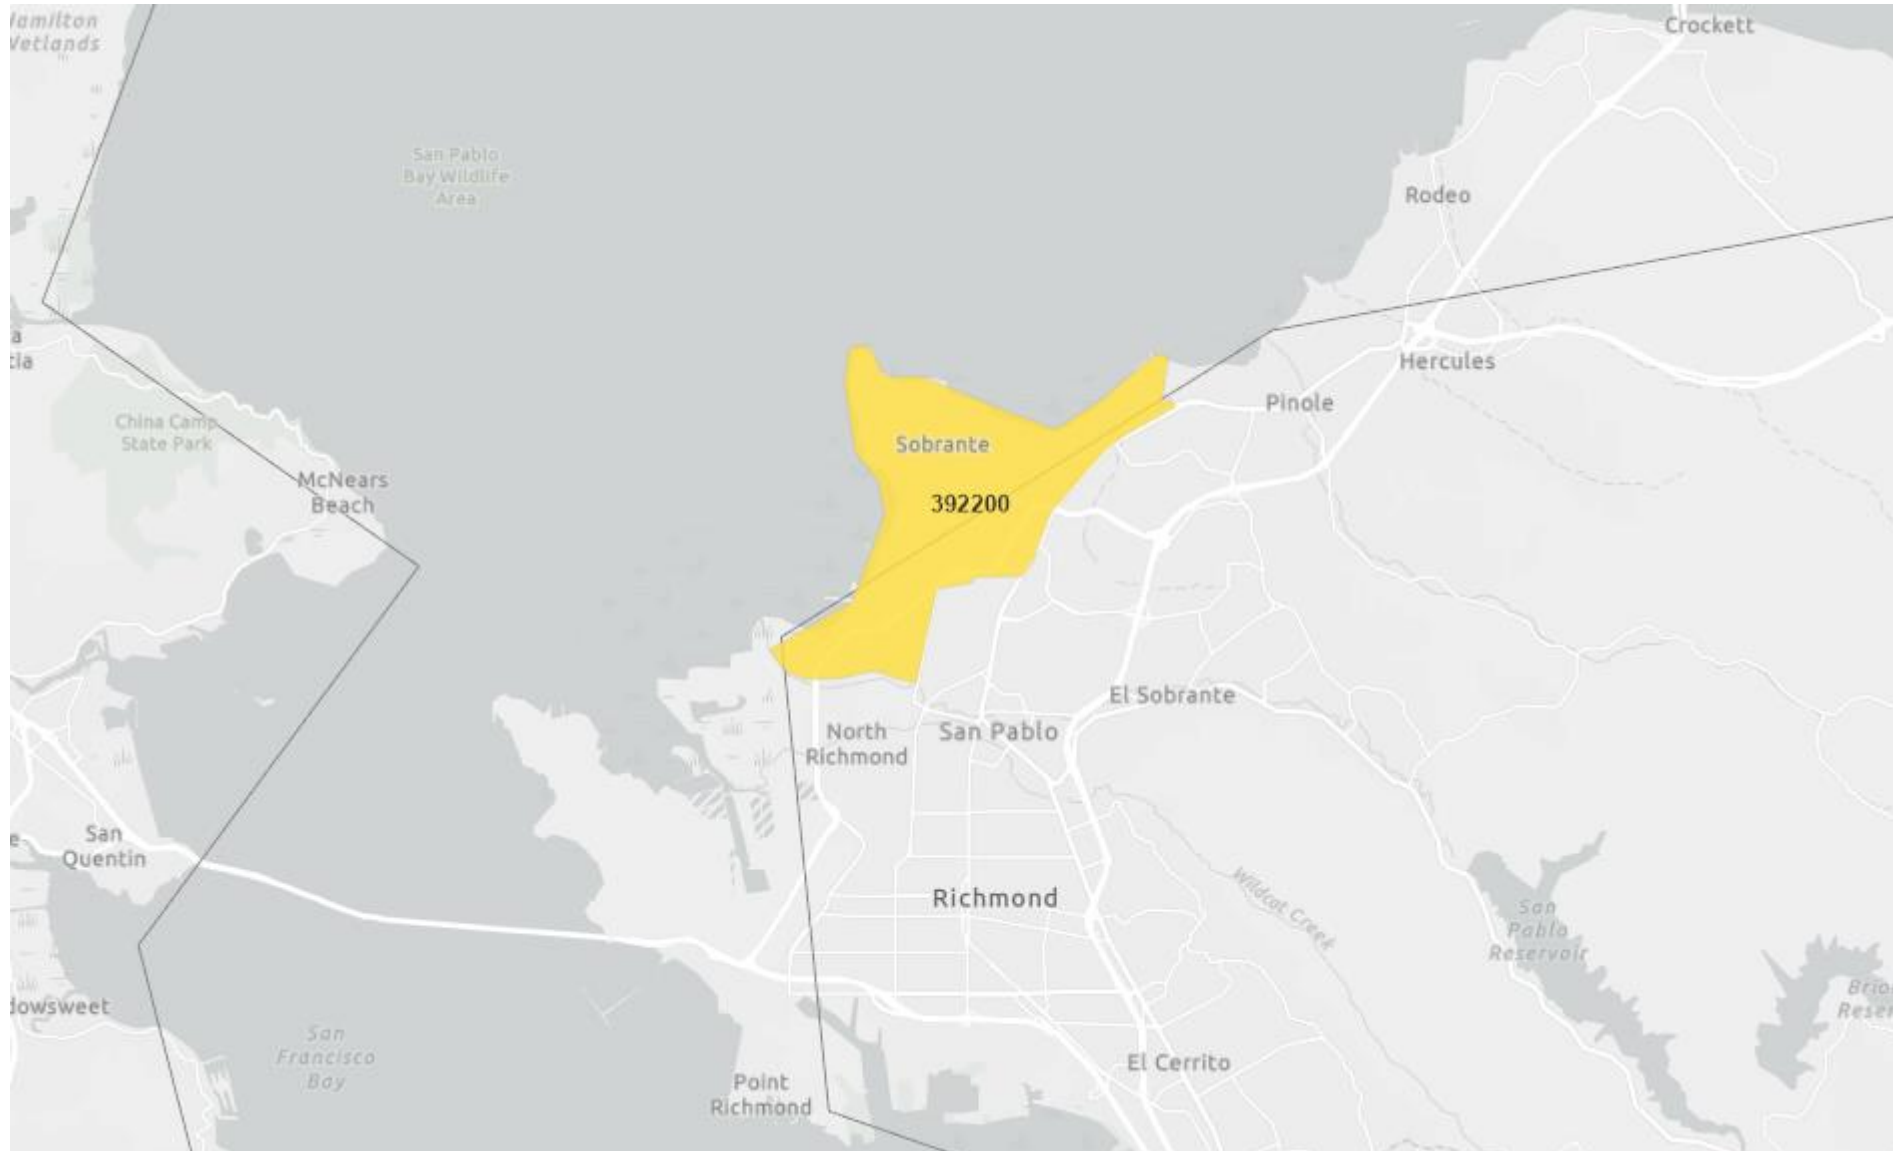 Crockett
San Pablo
Bay Wildlife
Area
Rodeo
Hercules
Pinole
China Camp
State Park
Sobrante
McNears
Beach
392200
El Sobrante
North
Richmond
San Pablo
San
Quentin
Richmond
Wildcat Creek
San
Pablo
Reservoir
San
Francisco
Bay
El Cerrito
Point
Richmond